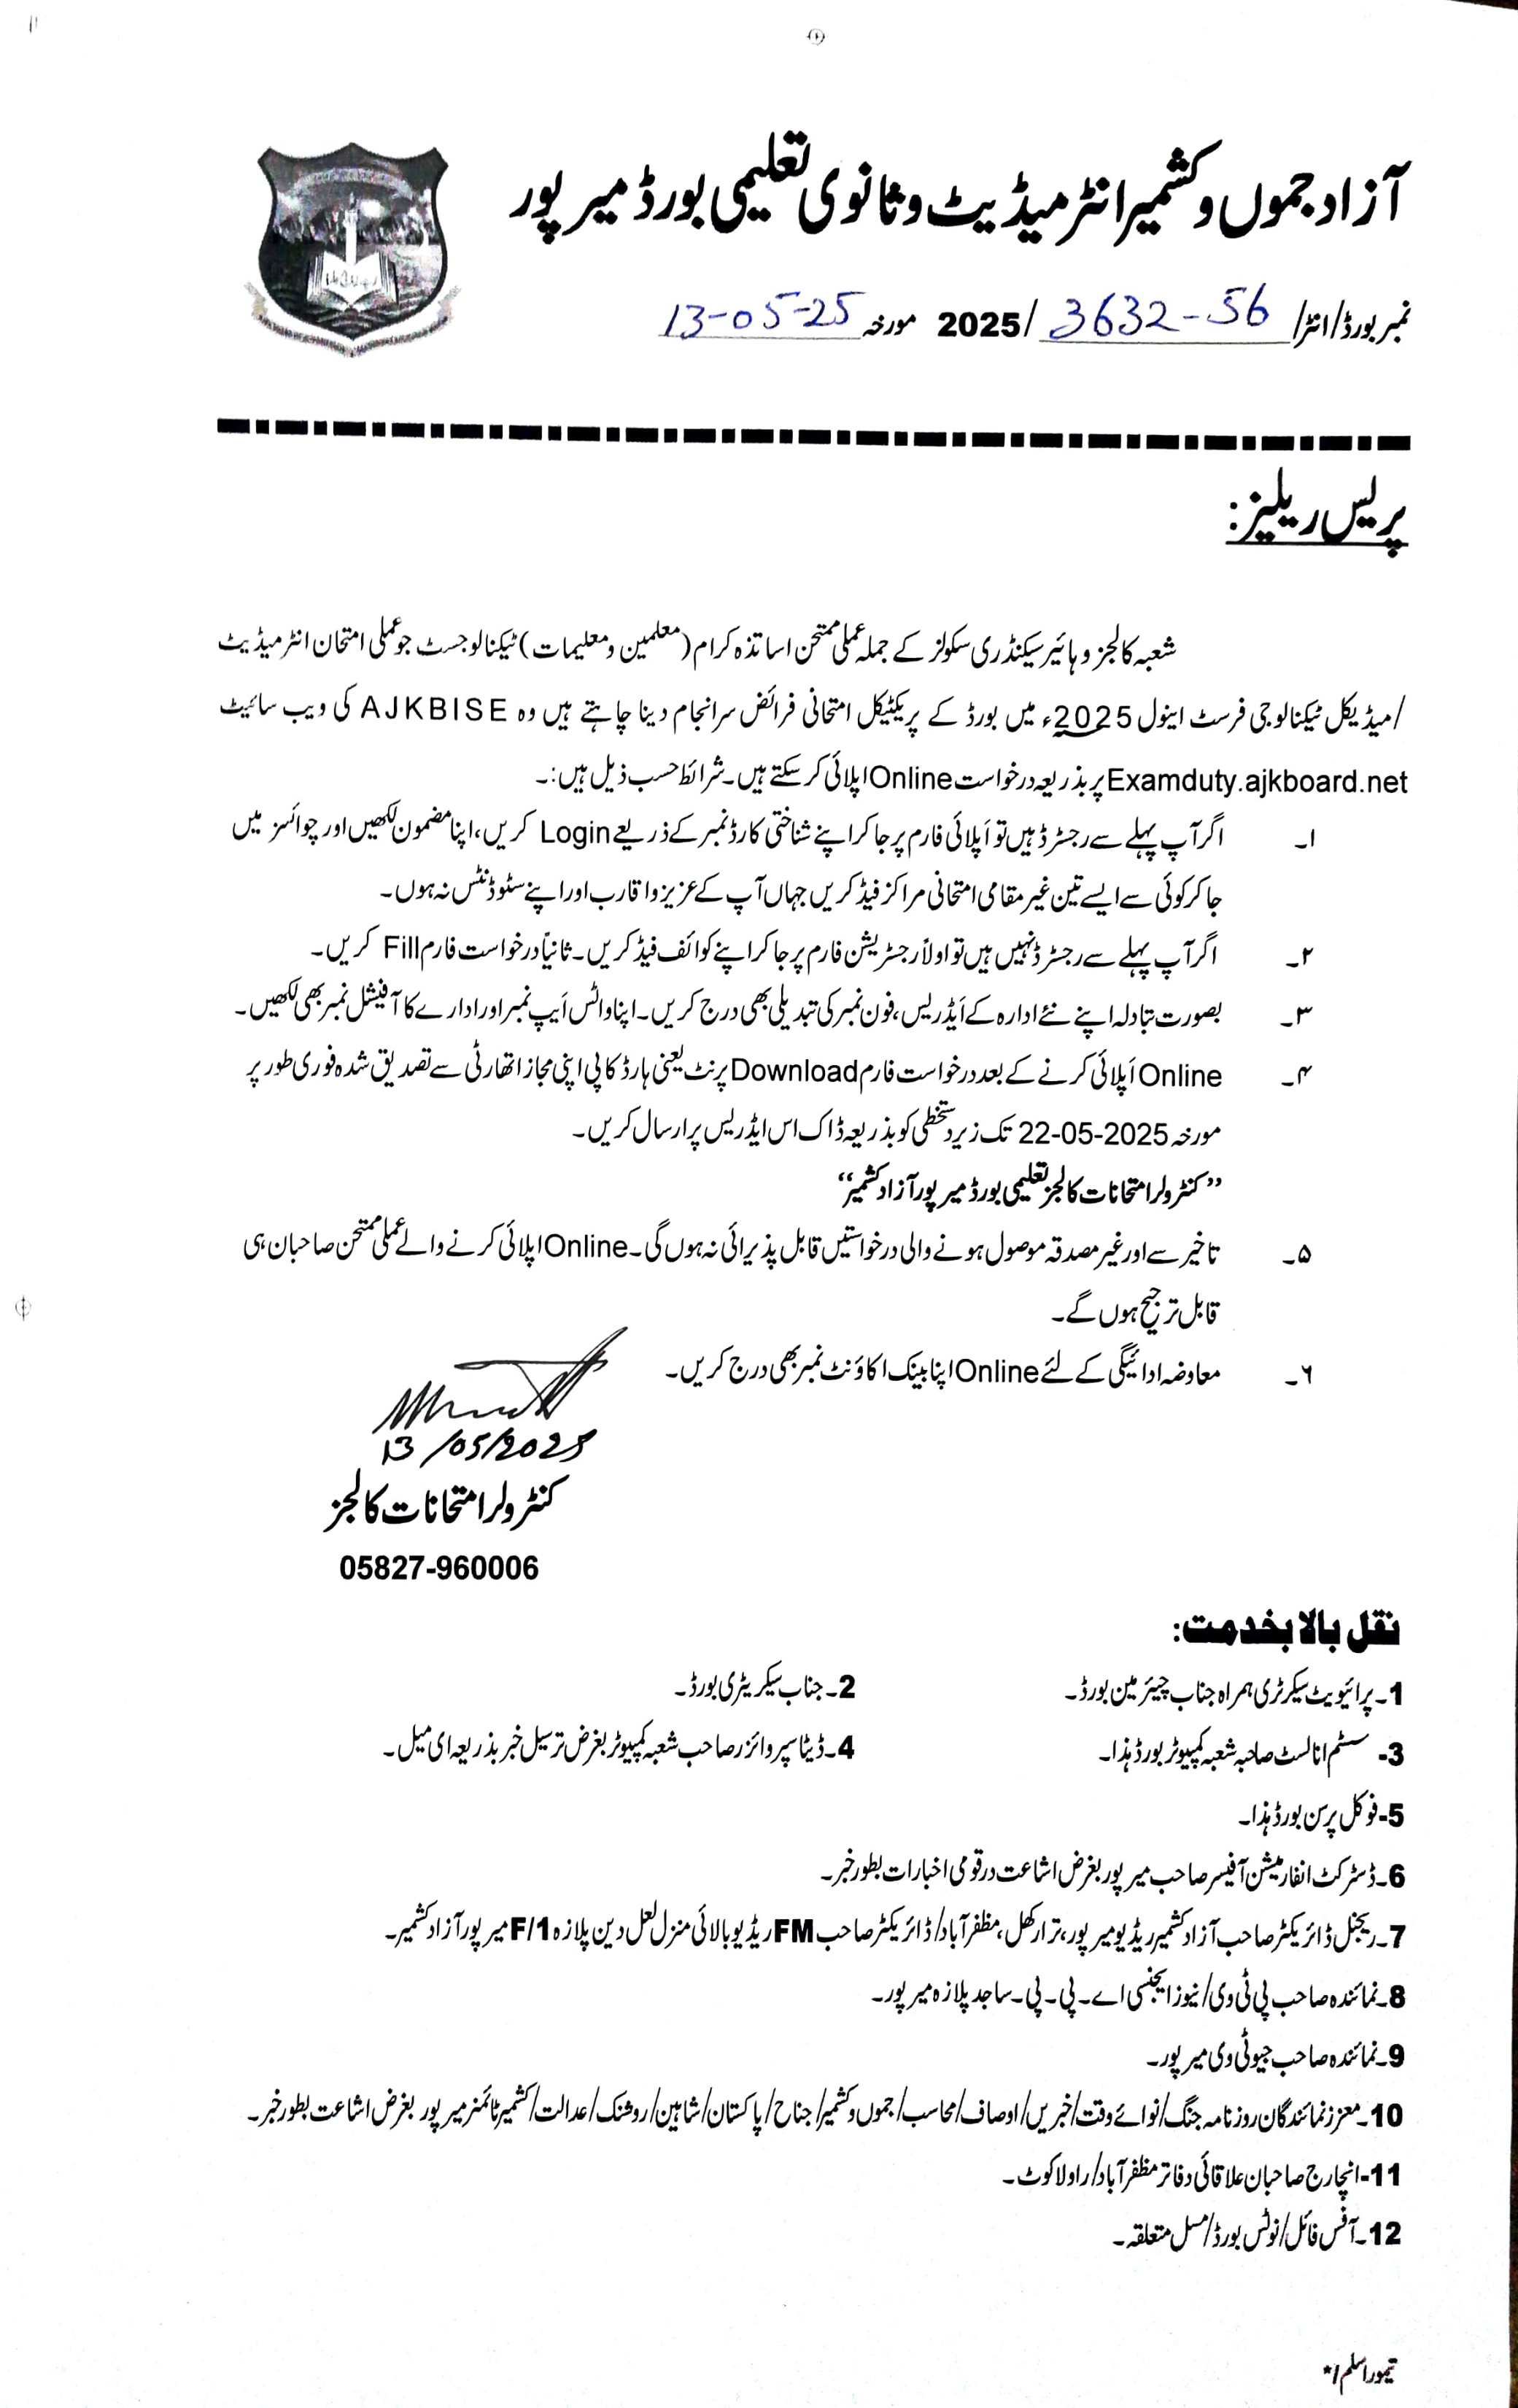 آزاد جموں و کشمیر انٹرمیڈیٹ و ثانوی تعلیمی بورڈ میرپور
نمبر بورڈ/انٹر/ 3632-56 /2025 مورخہ 13-05-25
پریس ریلیز:
شعبہ کالجز و ہائیر سیکنڈری سکولز کے جملہ عملی ممتحن اساتذہ کرام (معلمین و معلیمات) ٹیکنالوجسٹ جو عملی امتحان انٹرمیڈیٹ
/میڈیکل ٹیکنالوجی فرسٹ اینول 2025ء میں بورڈ کے پریکٹیکل امتحانی فرائض سرانجام دینا چاہتے ہیں وہ AJKBISE کی ویب سائیٹ
Examduty.ajkboard.net پر بذریعہ درخواست Online اپلائی کر سکتے ہیں۔ شرائط حسب ذیل ہیں:۔
۱۔ اگر آپ پہلے سے رجسٹرڈ ہیں تو اَپلائی فارم پر جا کر اپنے شناختی کارڈ نمبر کے ذریعے Login کریں، اپنا مضمون لکھیں اور چوائسز میں
جا کر کوئی سے ایسے تین غیر مقامی امتحانی مراکز فیڈ کریں جہاں آپ کے عزیز و اقارب اور اپنے سٹوڈنٹس نہ ہوں۔
۲۔ اگر آپ پہلے سے رجسٹرڈ نہیں ہیں تو اولاً رجسٹریشن فارم پر جا کر اپنے کوائف فیڈ کریں۔ ثانیاً درخواست فارم Fill کریں۔
۳۔ بصورت تبادلہ اپنے نئے ادارہ کے اَیڈریس، فون نمبر کی تبدیلی بھی درج کریں۔ اپنا واٹس اَیپ نمبر اور ادارے کا آفیشل نمبر بھی لکھیں۔
۴۔ Online اَپلائی کرنے کے بعد درخواست فارم Download پرنٹ یعنی ہارڈ کاپی اپنی مجاز اتھارٹی سے تصدیق شدہ فوری طور پر
مورخہ 22-05-2025 تک زیر دستخطی کو بذریعہ ڈاک اس ایڈریس پر ارسال کریں۔
”کنٹرولر امتحانات کالجز تعلیمی بورڈ میرپور آزاد کشمیر“
۵۔ تاخیر سے اور غیر مصدقہ موصول ہونے والی درخواستیں قابل پذیرائی نہ ہوں گی۔ Online اپلائی کرنے والے عملی ممتحن صاحبان ہی
قابل ترجیح ہوں گے۔
۶۔ معاوضہ ادائیگی کے لئے Online اپنا بینک اکاؤنٹ نمبر بھی درج کریں۔
13/05/2025
کنٹرولر امتحانات کالجز
05827-960006
نقل بالا بخدمت:
1۔ پرائیویٹ سیکرٹری ہمراہ جناب چیئرمین بورڈ۔ 2۔ جناب سیکریٹری بورڈ۔
3- سسٹم انالسٹ صاحبہ شعبہ کمپیوٹر بورڈ ہٰذا۔ 4۔ ڈیٹا سپروائزر صاحب شعبہ کمپیوٹر بغرض ترسیل خبر بذریعہ ای میل۔
5-فوکل پرسن بورڈ ہٰذا۔
6۔ ڈسٹرکٹ انفارمیشن آفیسر صاحب میرپور بغرض اشاعت در قومی اخبارات بطور خبر۔
7۔ ریجنل ڈائریکٹر صاحب آزاد کشمیر ریڈیو میرپور، تراڑکھل، مظفرآباد/ڈائریکٹر صاحب FM ریڈیو بالائی منزل لعل دین پلازہ F/1 میرپور آزاد کشمیر۔
8۔ نمائندہ صاحب پی ٹی وی/نیوز ایجنسی اے۔ پی۔ پی۔ ساجد پلازہ میرپور۔
9۔ نمائندہ صاحب جیو ٹی وی میرپور۔
10۔ معزز نمائندگان روزنامہ جنگ/نوائے وقت/خبریں/اوصاف/محاسب/جموں و کشمیر/جناح/پاکستان/شاہین/روشنک/عدالت/کشمیر ٹائمنز میرپور بغرض اشاعت بطور خبر۔
11-انچارج صاحبان علاقائی دفاتر مظفرآباد/راولاکوٹ۔
12۔ آفس فائل/نوٹس بورڈ/مسل متعلقہ۔
تیمور اسلم/*